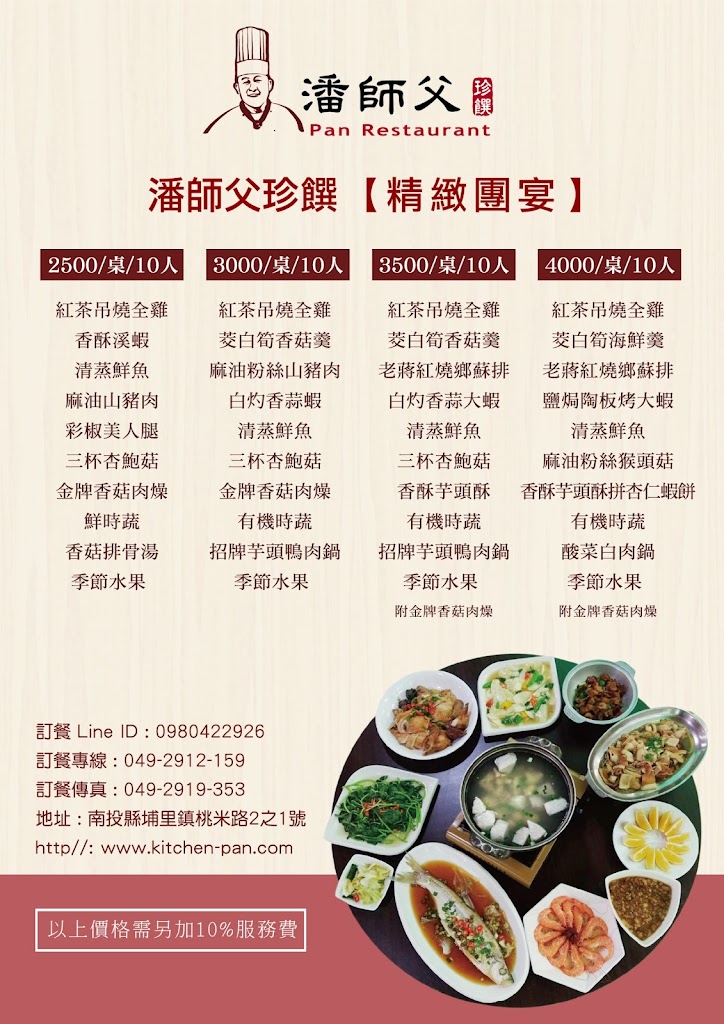 潘師父
珍饌
Pan Restaurant
潘師父珍饌【精緻團宴】
2500/桌/10人
紅茶吊燒全雞
香酥溪蝦
清蒸鮮魚
麻油山豬肉
彩椒美人腿
三杯杏鮑菇
金牌香菇肉燥
鮮時蔬
香菇排骨湯
季節水果
3000/桌/10人
紅茶吊燒全雞
茭白筍香菇羹
麻油粉絲山豬肉
白灼香蒜蝦
清蒸鮮魚
三杯杏鮑菇
金牌香菇肉燥
有機時蔬
招牌芋頭鴨肉鍋
季節水果
3500/桌/10人
紅茶吊燒全雞
茭白筍香菇羹
老蔣紅燒鄉蘇排
白灼香蒜大蝦
清蒸鮮魚
三杯杏鮑菇
香酥芋頭酥
有機時蔬
招牌芋頭鴨肉鍋
季節水果
附金牌香菇肉燥
4000/桌/10人
紅茶吊燒全雞
茭白筍海鮮羹
老蔣紅燒鄉蘇排
鹽焗陶板烤大蝦
清蒸鮮魚
麻油粉絲猴頭菇
香酥芋頭酥拼杏仁蝦餅
有機時蔬
酸菜白肉鍋
季節水果
附金牌香菇肉燥
訂餐 Line ID : 0980422926
訂餐專線 : 049-2912-159
訂餐傳真 : 049-2919-353
地址 : 南投縣埔里鎮桃米路2之1號
http//: www.kitchen-pan.com
以上價格需另加10%服務費